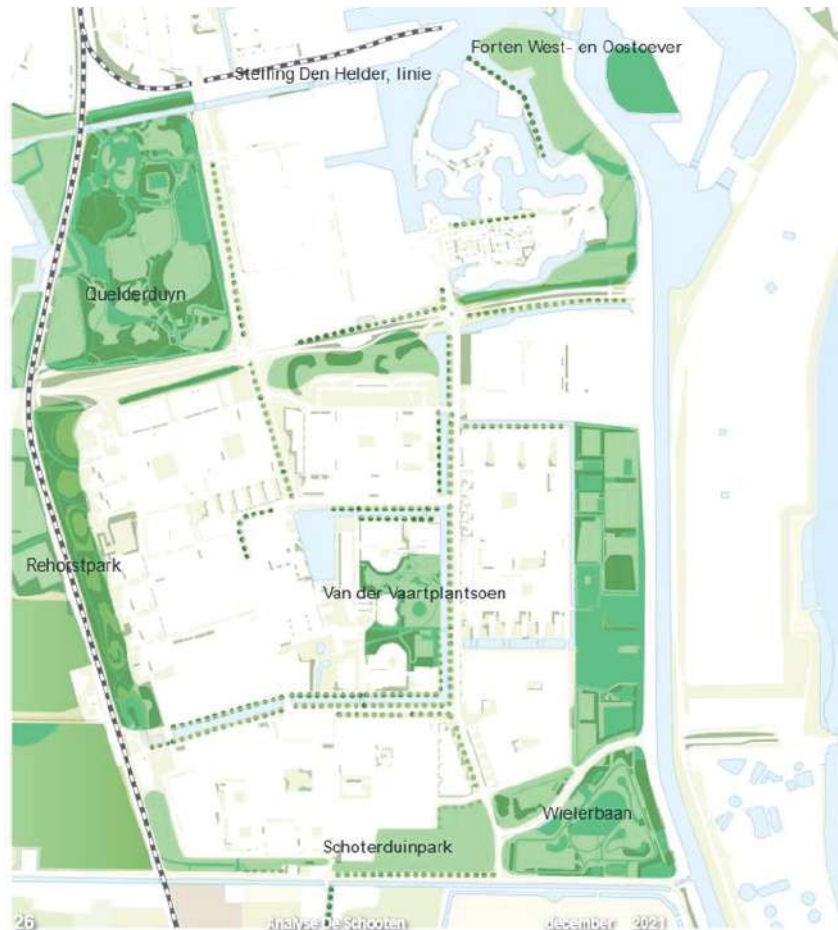 Forten West- en Oostoever
Stelling Den Helder, linie
Quelderduyn
Rehorstpark
Van der Vaartplantsoen
Wielerbaan
Schoterduinpark
26 Analyse De Schooten december 2021